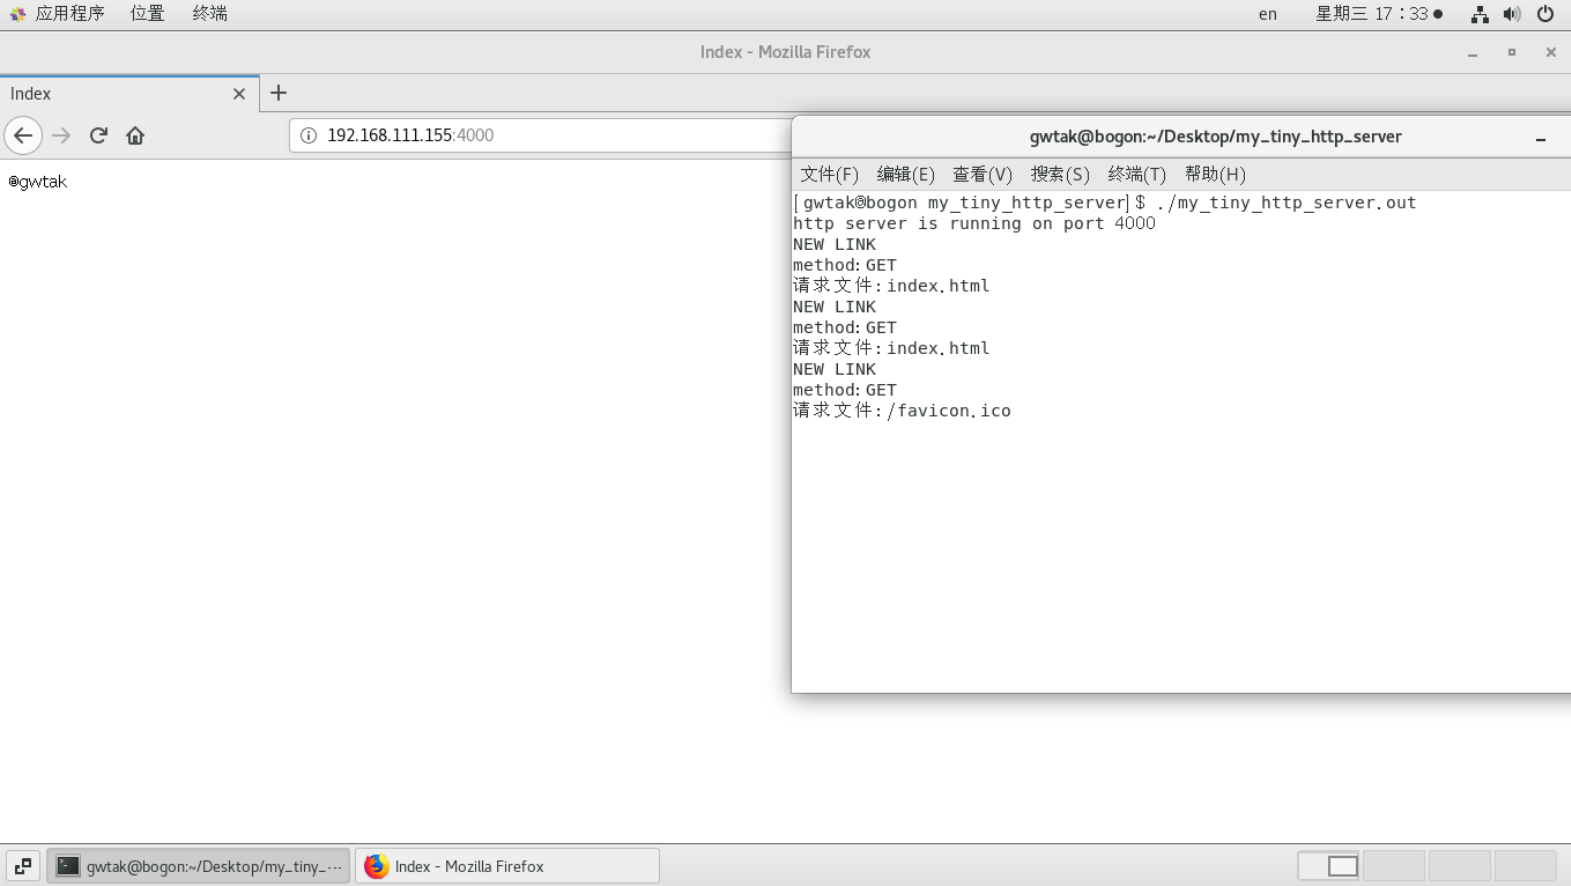 应用程序 位置 终端 en 星期三 17：33
Index - Mozilla Firefox
Index
192.168.111.155:4000
@gwtak
gwtak@bogon:~/Desktop/my_tiny_http_server
文件(F) 编辑(E) 查看(V) 搜索(S) 终端(T) 帮助(H)
[gwtak@bogon my_tiny_http_server]$ ./my_tiny_http_server.out
http server is running on port 4000
NEW LINK
method:GET
请求文件:index.html
NEW LINK
method:GET
请求文件:index.html
NEW LINK
method:GET
请求文件:/favicon.ico
gwtak@bogon:~/Desktop/my_tiny_··· Index - Mozilla Firefox